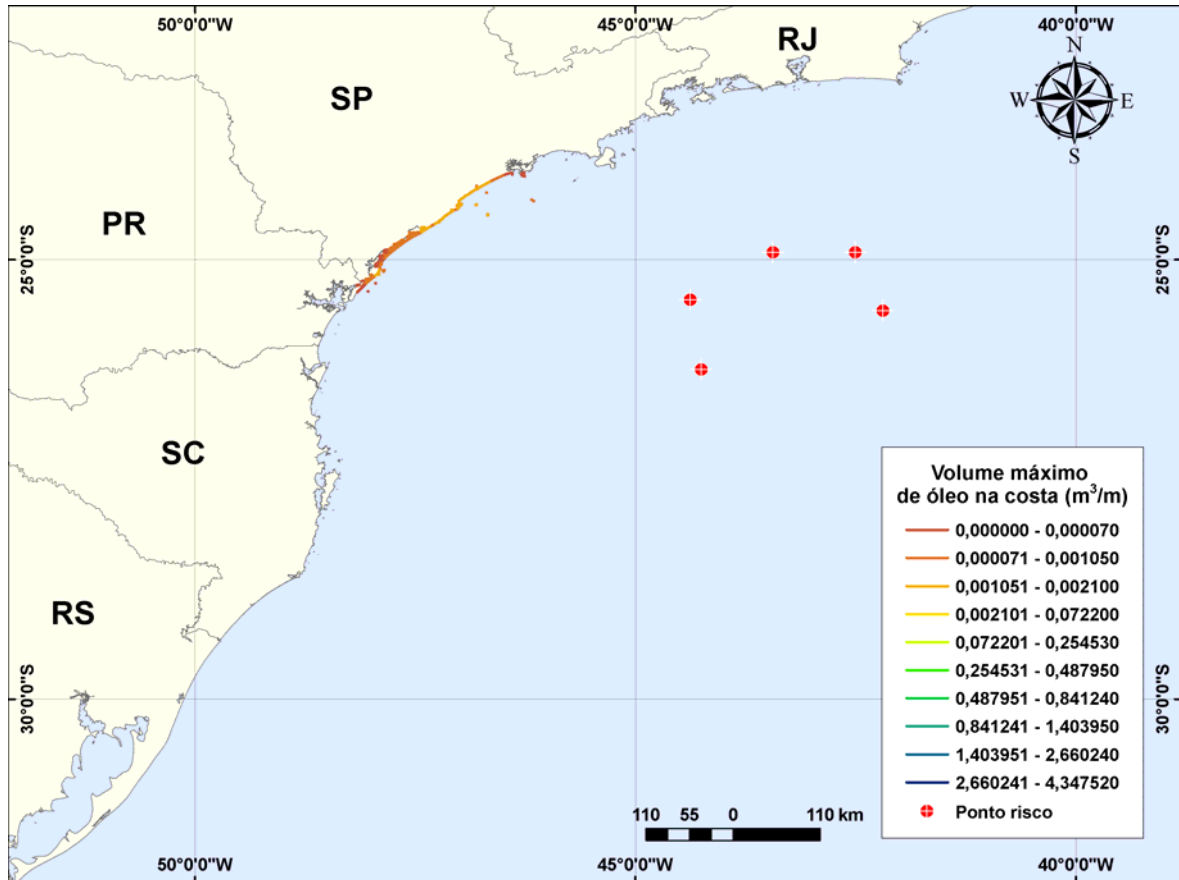 50°0'0"W 45°0'0"W 40°0'0"W
RJ
SP
N
W E
S
PR
25°0'0"S 25°0'0"S
SC
RS
30°0'0"S 30°0'0"S
Volume máximo
de óleo na costa (m³/m)
0,000000 - 0,000070
0,000071 - 0,001050
0,001051 - 0,002100
0,002101 - 0,072200
0,072201 - 0,254530
0,254531 - 0,487950
0,487951 - 0,841240
0,841241 - 1,403950
1,403951 - 2,660240
2,660241 - 4,347520
Ponto risco
110 55 0 110 km
50°0'0"W 45°0'0"W 40°0'0"W